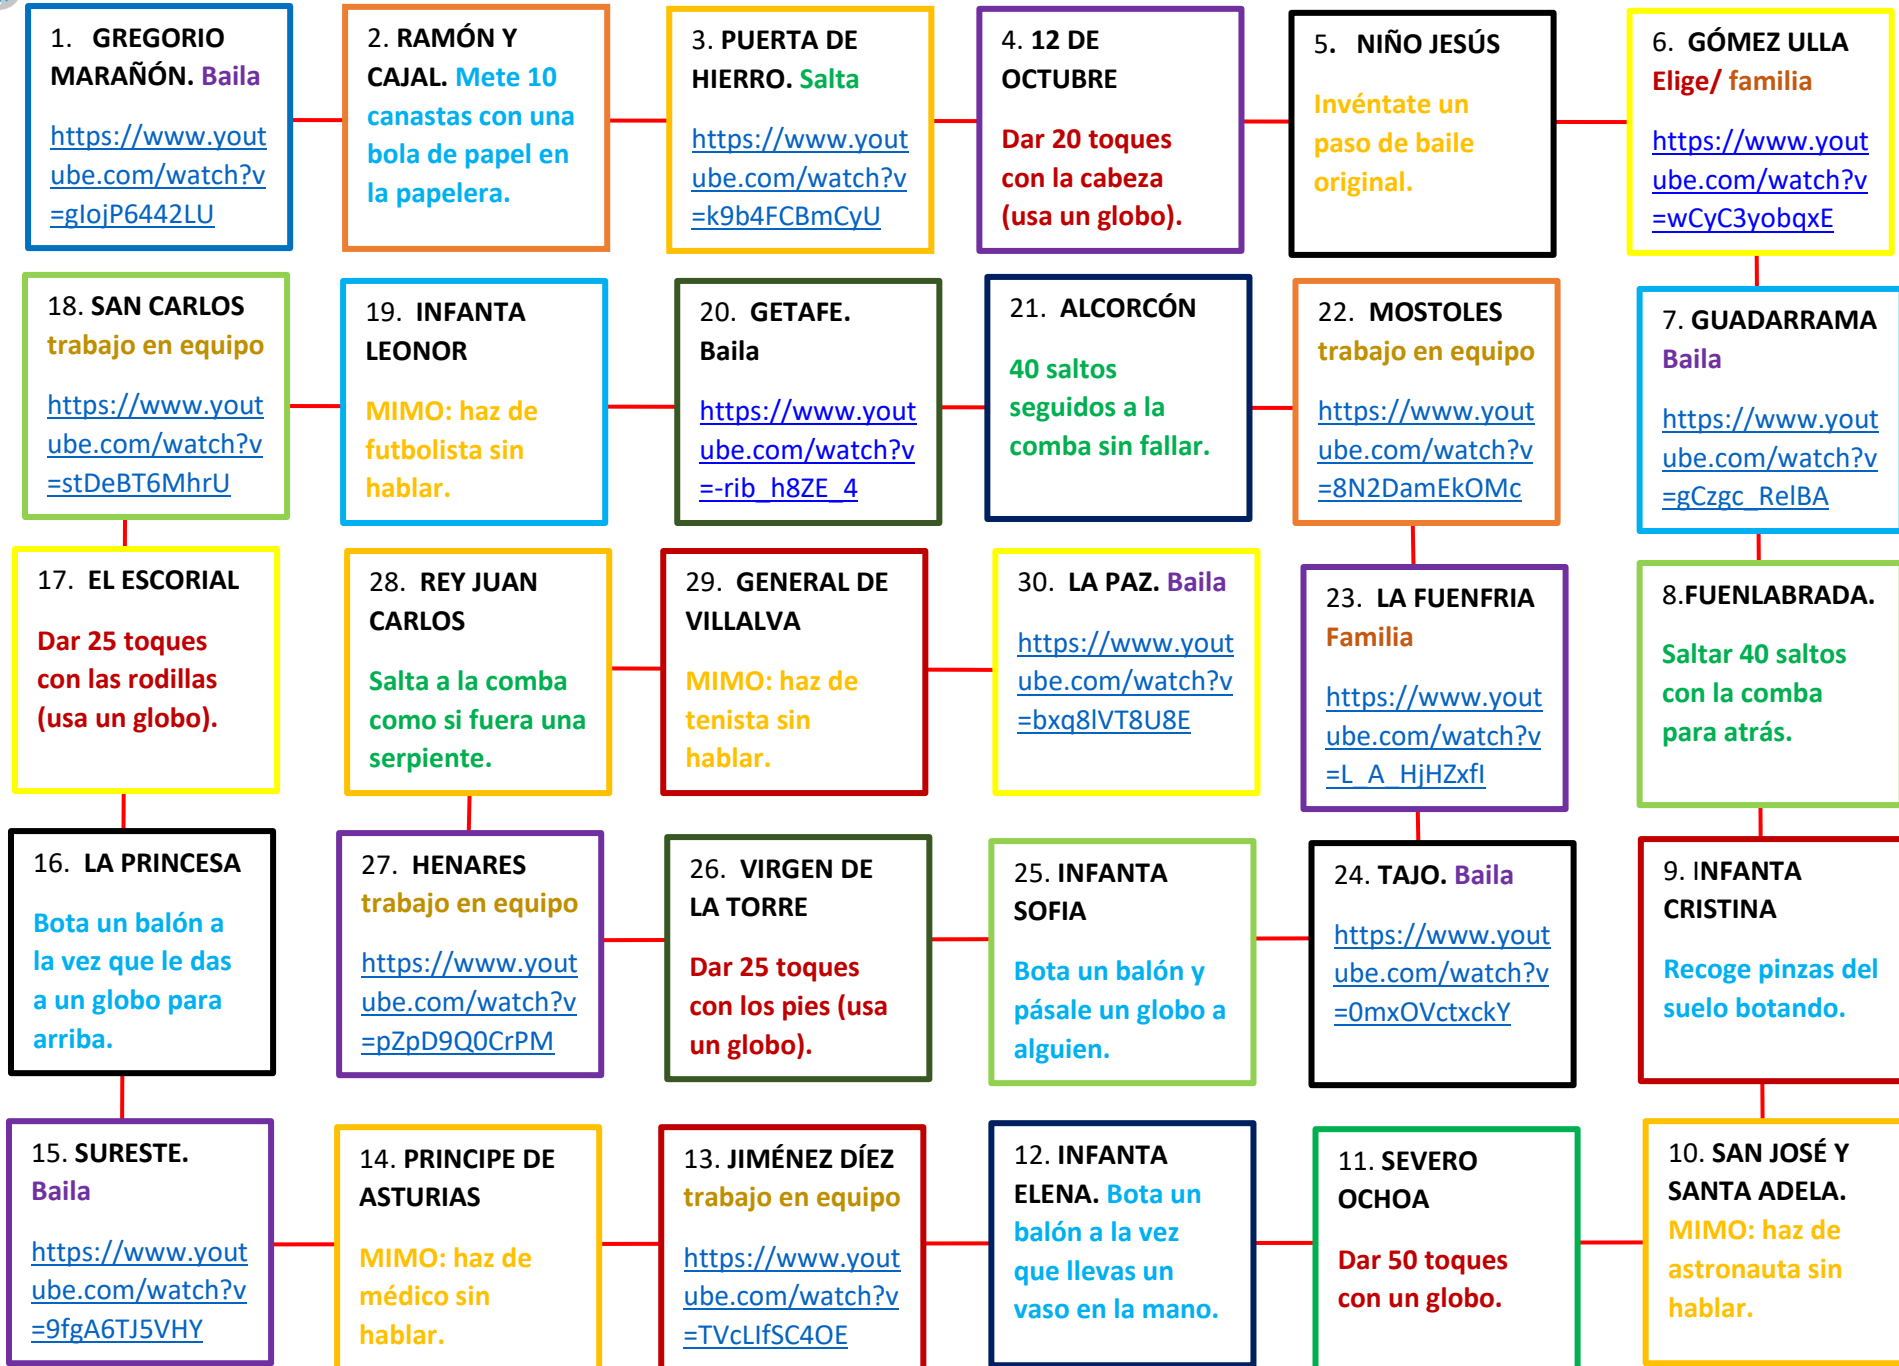 1. GREGORIO
MARAÑÓN. Baila
https://www.yout
ube.com/watch?v
=gIojP6442LU
2. RAMÓN Y
CAJAL. Mete 10
canastas con una
bola de papel en
la papelera.
3. PUERTA DE
HIERRO. Salta
https://www.yout
ube.com/watch?v
=k9b4FCBmCyU
4. 12 DE
OCTUBRE
Dar 20 toques
con la cabeza
(usa un globo).
5. NIÑO JESÚS
Invéntate un
paso de baile
original.
6. GÓMEZ ULLA
Elige/ familia
https://www.yout
ube.com/watch?v
=wCyC3yobqxE
18. SAN CARLOS
trabajo en equipo
https://www.yout
ube.com/watch?v
=stDeBT6MhrU
19. INFANTA
LEONOR
MIMO: haz de
futbolista sin
hablar.
20. GETAFE.
Baila
https://www.yout
ube.com/watch?v
=-rib_h8ZE_4
21. ALCORCÓN
40 saltos
seguidos a la
comba sin fallar.
22. MOSTOLES
trabajo en equipo
https://www.yout
ube.com/watch?v
=8N2DamEkOMc
7. GUADARRAMA
Baila
https://www.yout
ube.com/watch?v
=gCzgc_RelBA
17. EL ESCORIAL
Dar 25 toques
con las rodillas
(usa un globo).
28. REY JUAN
CARLOS
Salta a la comba
como si fuera una
serpiente.
29. GENERAL DE
VILLALVA
MIMO: haz de
tenista sin
hablar.
30. LA PAZ. Baila
https://www.yout
ube.com/watch?v
=bxq8lVT8U8E
23. LA FUENFRIA
Familia
https://www.yout
ube.com/watch?v
=L_A_HjHZxfI
8.FUENLABRADA.
Saltar 40 saltos
con la comba
para atrás.
16. LA PRINCESA
Bota un balón a
la vez que le das
a un globo para
arriba.
27. HENARES
trabajo en equipo
https://www.yout
ube.com/watch?v
=pZpD9Q0CrPM
26. VIRGEN DE
LA TORRE
Dar 25 toques
con los pies (usa
un globo).
25. INFANTA
SOFIA
Bota un balón y
pásale un globo a
alguien.
24. TAJO. Baila
https://www.yout
ube.com/watch?v
=0mxOVctxckY
9. INFANTA
CRISTINA
Recoge pinzas del
suelo botando.
15. SURESTE.
Baila
https://www.yout
ube.com/watch?v
=9fgA6TJ5VHY
14. PRINCIPE DE
ASTURIAS
MIMO: haz de
médico sin
hablar.
13. JIMÉNEZ DÍEZ
trabajo en equipo
https://www.yout
ube.com/watch?v
=TVcLIfSC4OE
12. INFANTA
ELENA. Bota un
balón a la vez
que llevas un
vaso en la mano.
11. SEVERO
OCHOA
Dar 50 toques
con un globo.
10. SAN JOSÉ Y
SANTA ADELA.
MIMO: haz de
astronauta sin
hablar.